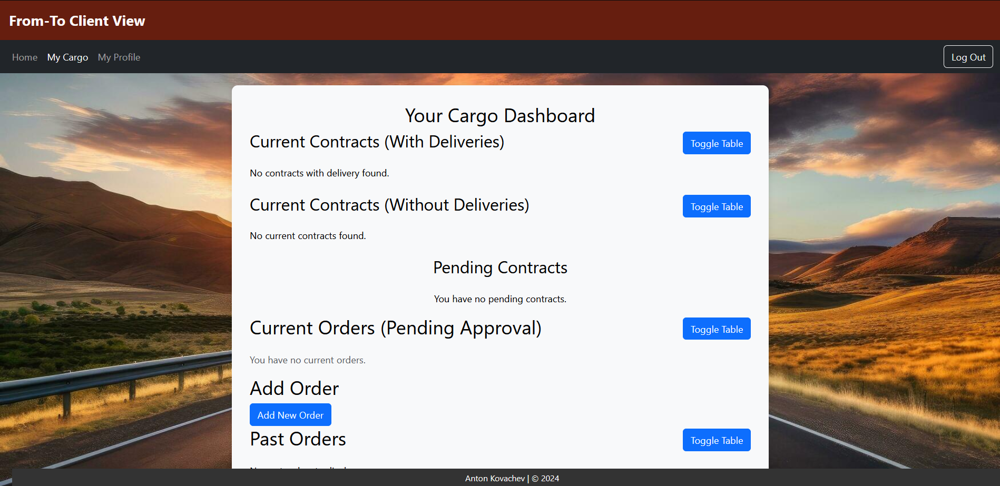 From-To Client View
Home My Cargo My Profile Log Out
Your Cargo Dashboard
Current Contracts (With Deliveries) Toggle Table
No contracts with delivery found.
Current Contracts (Without Deliveries) Toggle Table
No current contracts found.
Pending Contracts
You have no pending contracts.
Current Orders (Pending Approval) Toggle Table
You have no current orders.
Add Order
Add New Order
Past Orders Toggle Table
Anton Kovachev | © 2024